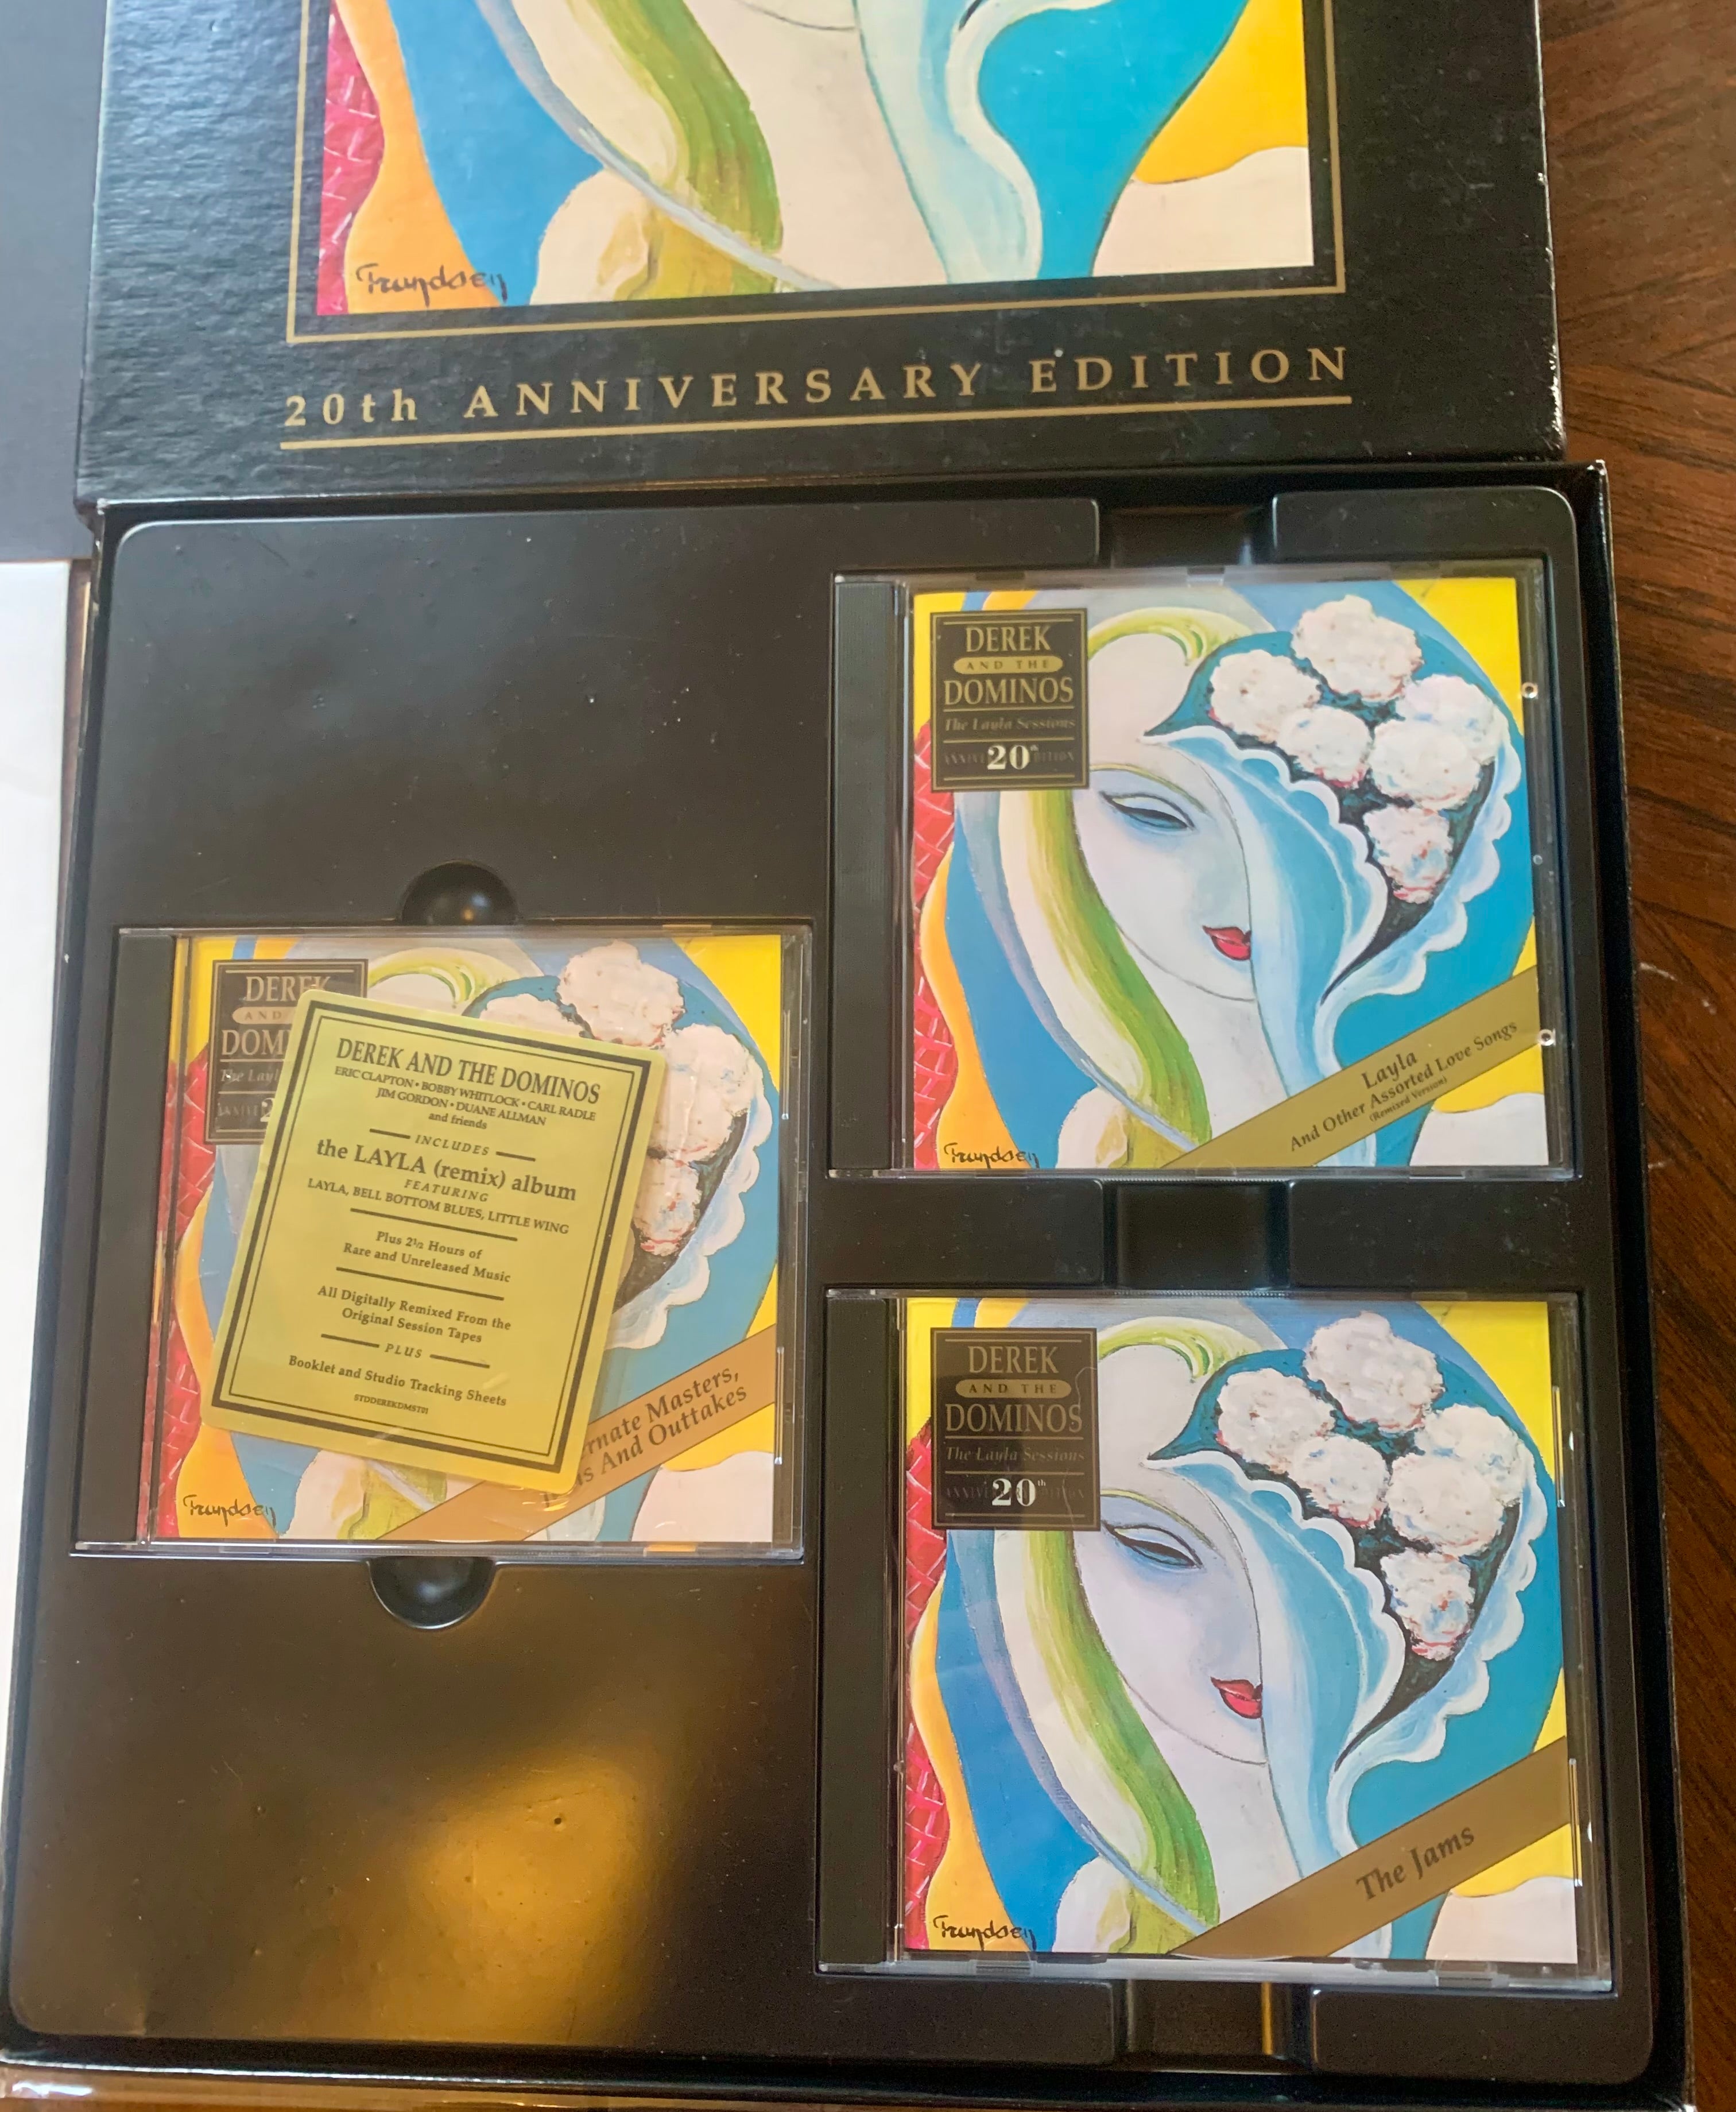 Frandsen
20th ANNIVERSARY EDITION
DEREK
AND THE
DOMINOS
The Layla Sessions
20th
Layla
And Other Assorted Love Songs
(Remixed Version)
Frandsen
DEREK
AND
20
DEREK AND THE DOMINOS
ERIC CLAPTON • BOBBY WHITLOCK • CARL RADLE
JIM GORDON • DUANE ALLMAN
and friends
INCLUDES
the LAYLA (remix) album
FEATURING
LAYLA, BELL BOTTOM BLUES, LITTLE WING
Plus 2½ Hours of
Rare and Unreleased Music
All Digitally Remixed From the
Original Session Tapes
PLUS
Booklet and Studio Tracking Sheets
STDDEREKDMST01
Masters,
And Outtakes
Frandsen
DEREK
AND THE
DOMINOS
The Layla Sessions
20th
The Jams
Frandsen